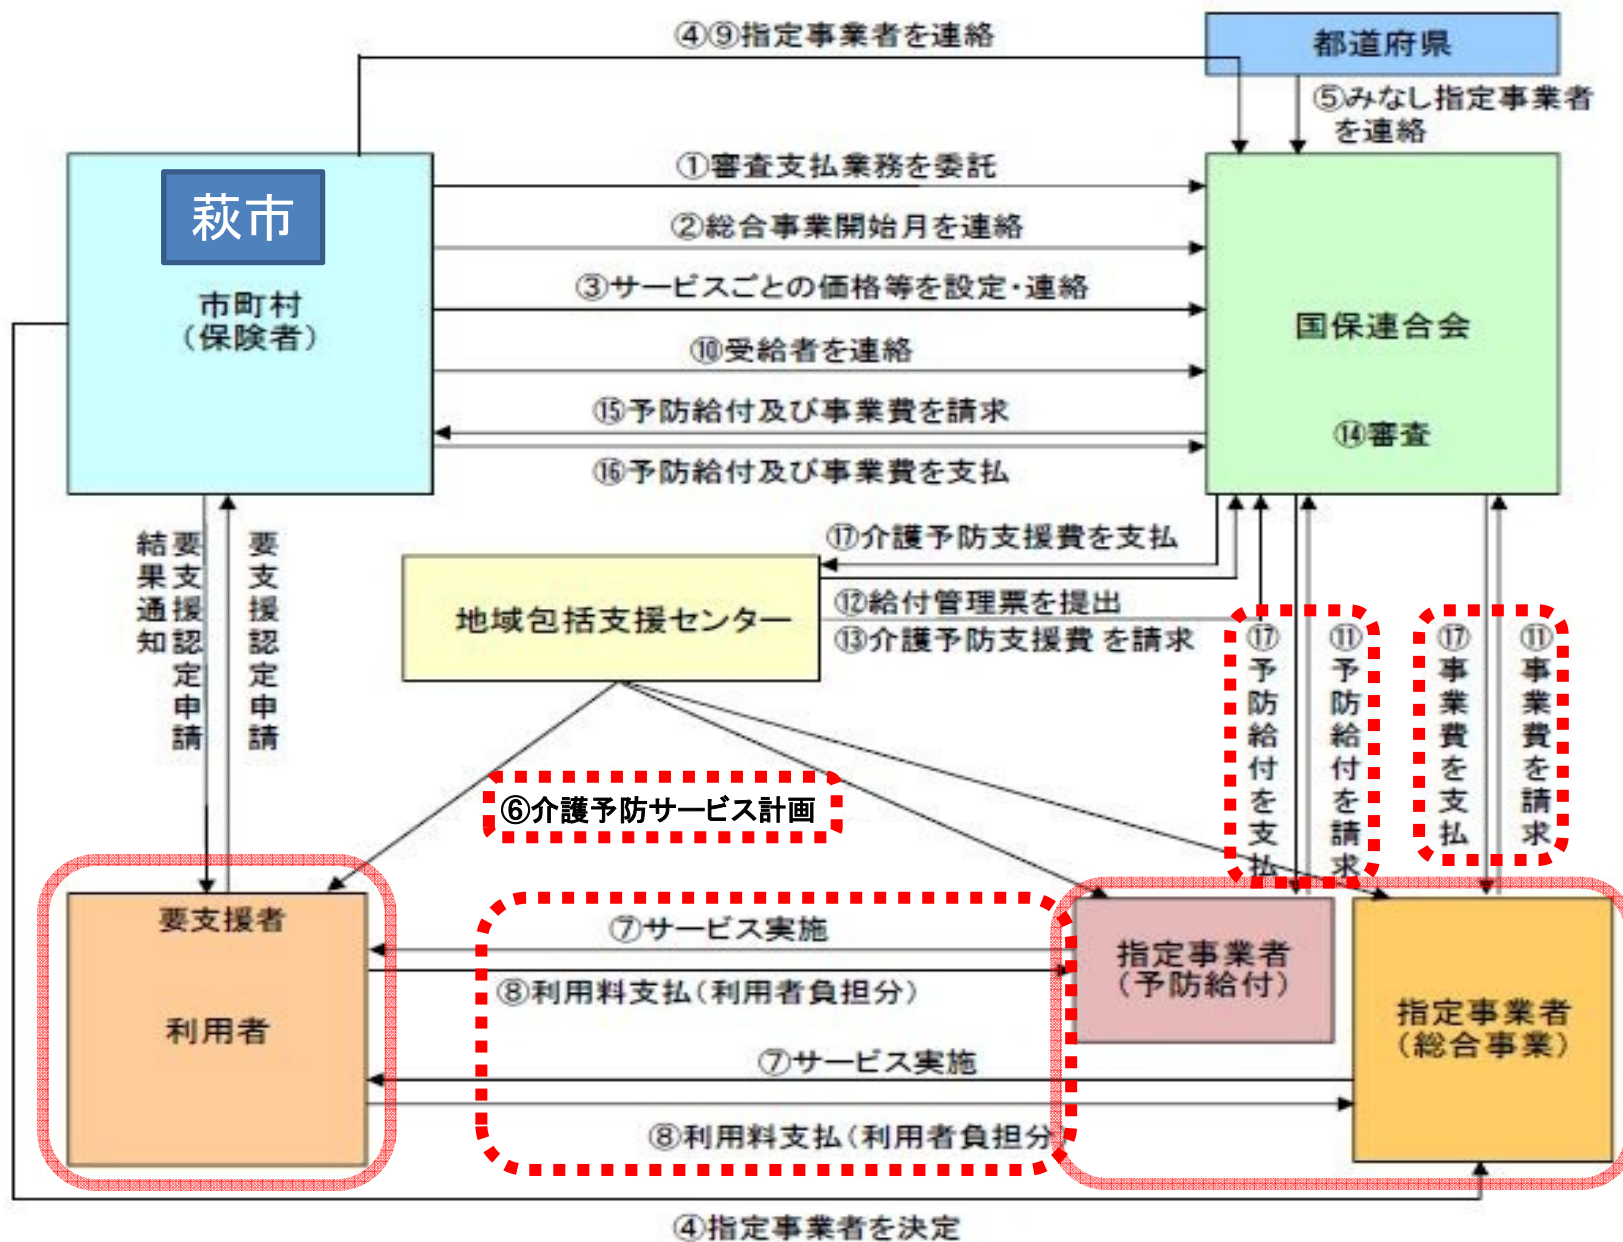 ④⑨指定事業者を連絡
都道府県
⑤みなし指定事業者
を連絡
萩市
市町村
（保険者）
①審査支払業務を委託
②総合事業開始月を連絡
③サービスごとの価格等を設定・連絡
⑩受給者を連絡
⑮予防給付及び事業費を請求
⑯予防給付及び事業費を支払
国保連合会
⑭審査
要支援認定申請
結果通知
要支援認定申請
⑰介護予防支援費を支払
地域包括支援センター
⑫給付管理票を提出
⑬介護予防支援費 を請求
⑰予防給付を支払
⑪予防給付を請求
⑰事業費を支払
⑪事業費を請求
⑥介護予防サービス計画
要支援者
利用者
⑦サービス実施
⑧利用料支払（利用者負担分）
指定事業者
（予防給付）
指定事業者
（総合事業）
⑦サービス実施
⑧利用料支払（利用者負担分）
④指定事業者を決定